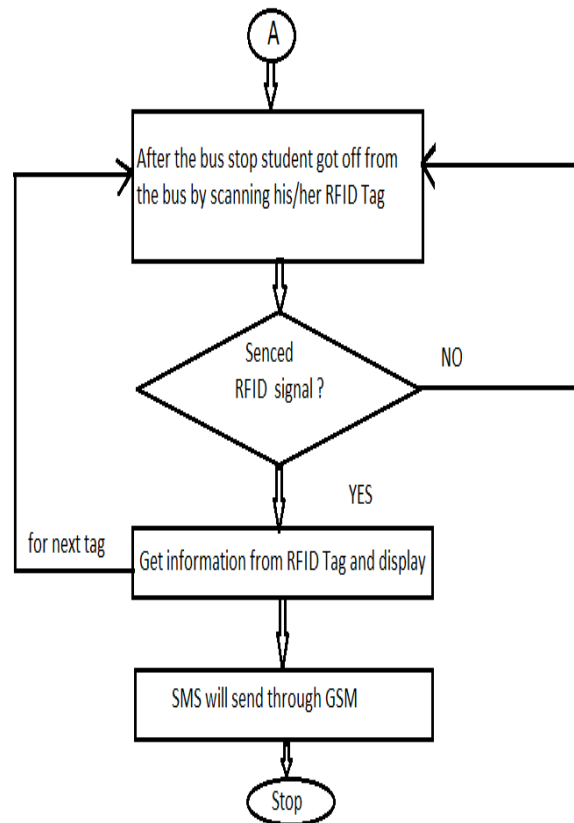 A
After the bus stop student got off from
the bus by scanning his/her RFID Tag
Senced
RFID signal ?
NO
YES
for next tag
Get information from RFID Tag and display
SMS will send through GSM
Stop